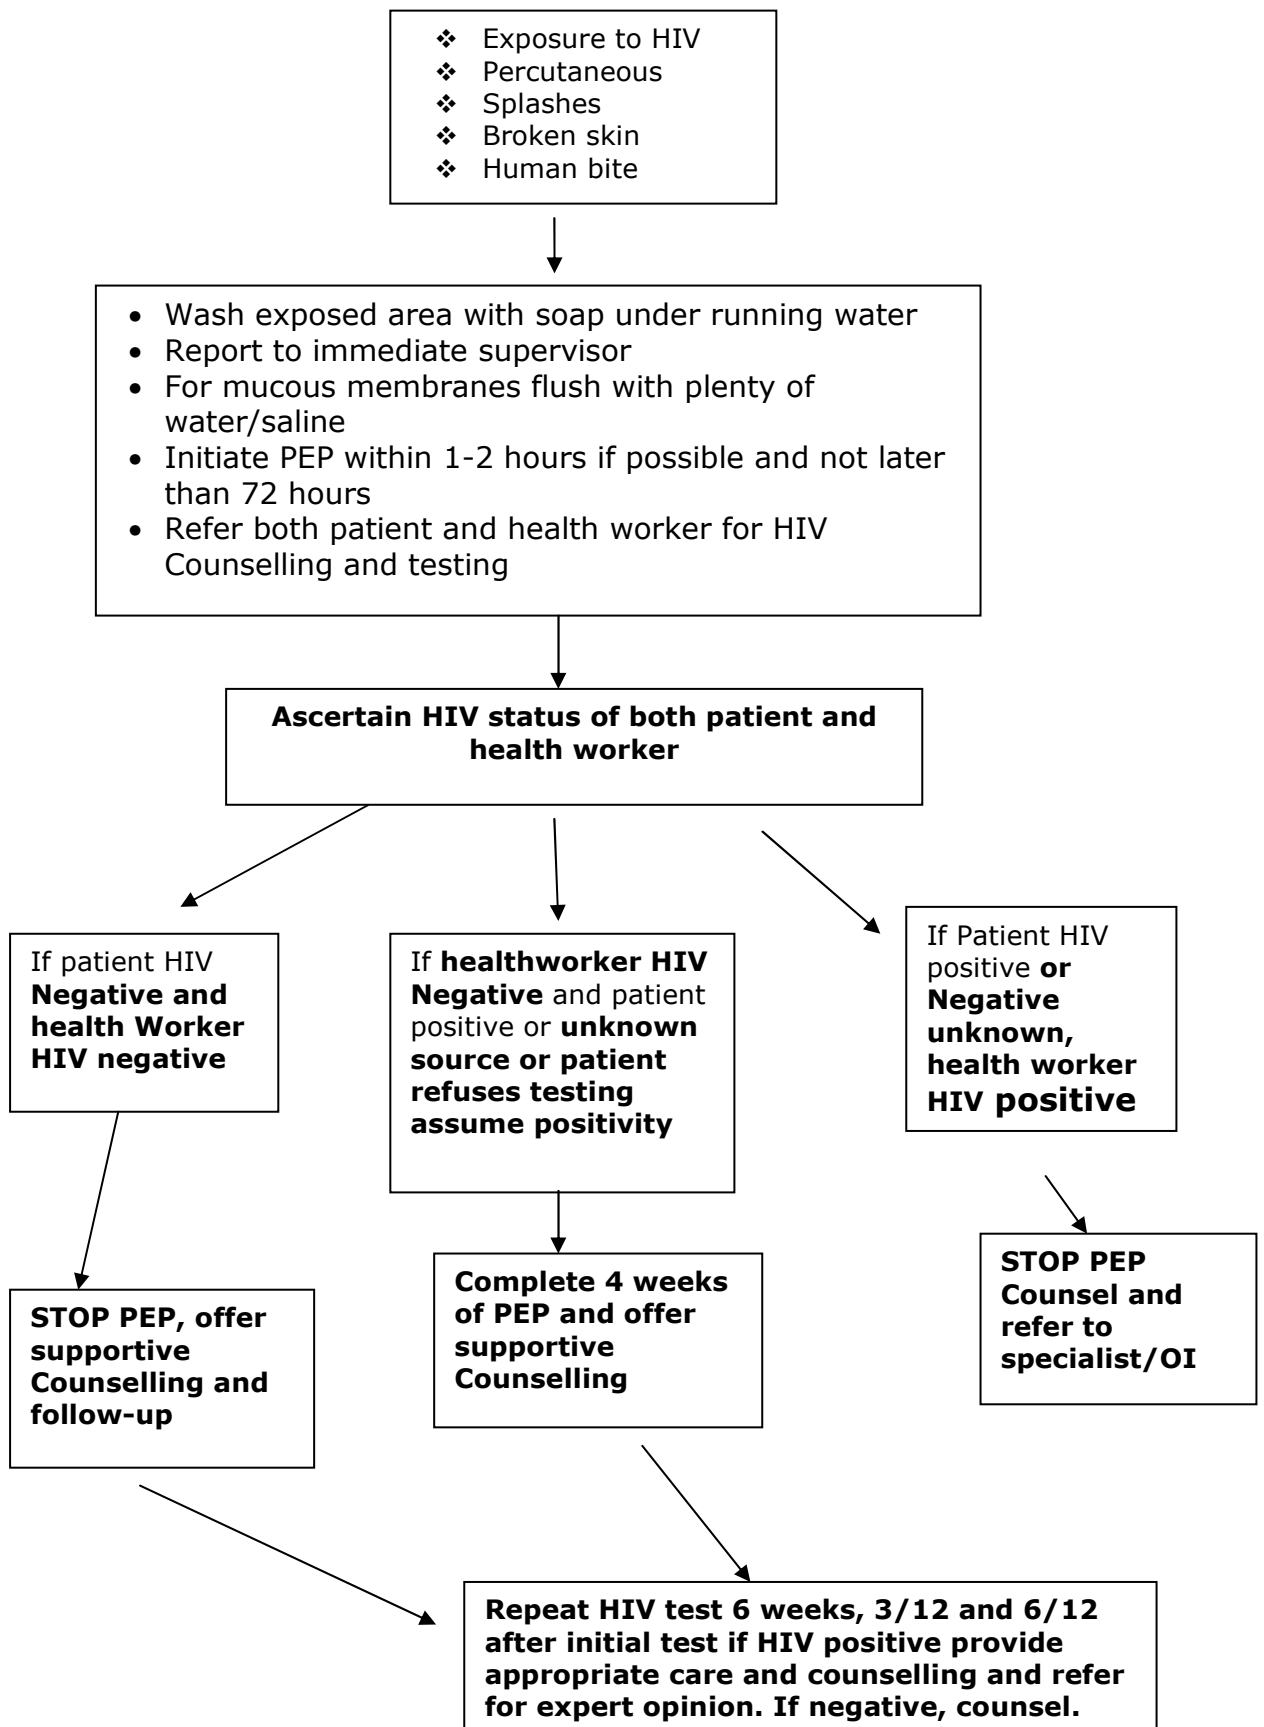 ❖ Exposure to HIV
❖ Percutaneous
❖ Splashes
❖ Broken skin
❖ Human bite
• Wash exposed area with soap under running water
• Report to immediate supervisor
• For mucous membranes flush with plenty of
water/saline
• Initiate PEP within 1-2 hours if possible and not later
than 72 hours
• Refer both patient and health worker for HIV
Counselling and testing
Ascertain HIV status of both patient and
health worker
If patient HIV
Negative and
health Worker
HIV negative
If healthworker HIV
Negative and patient
positive or unknown
source or patient
refuses testing
assume positivity
If Patient HIV
positive or
Negative
unknown,
health worker
HIV positive
STOP PEP, offer
supportive
Counselling and
follow-up
Complete 4 weeks
of PEP and offer
supportive
Counselling
STOP PEP
Counsel and
refer to
specialist/OI
Repeat HIV test 6 weeks, 3/12 and 6/12
after initial test if HIV positive provide
appropriate care and counselling and refer
for expert opinion. If negative, counsel.